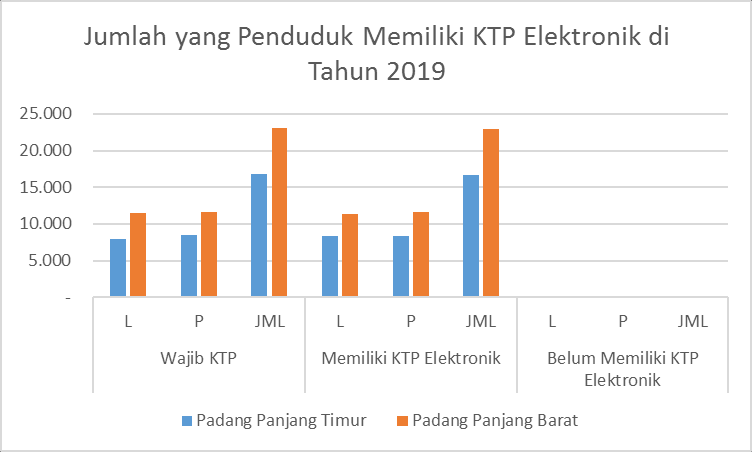 Jumlah yang Penduduk Memiliki KTP Elektronik di
Tahun 2019
25.000
20.000
15.000
10.000
5.000
-
L P JML L P JML L P JML
Wajib KTP Memiliki KTP Elektronik Belum Memiliki KTP
Elektronik
Padang Panjang Timur Padang Panjang Barat